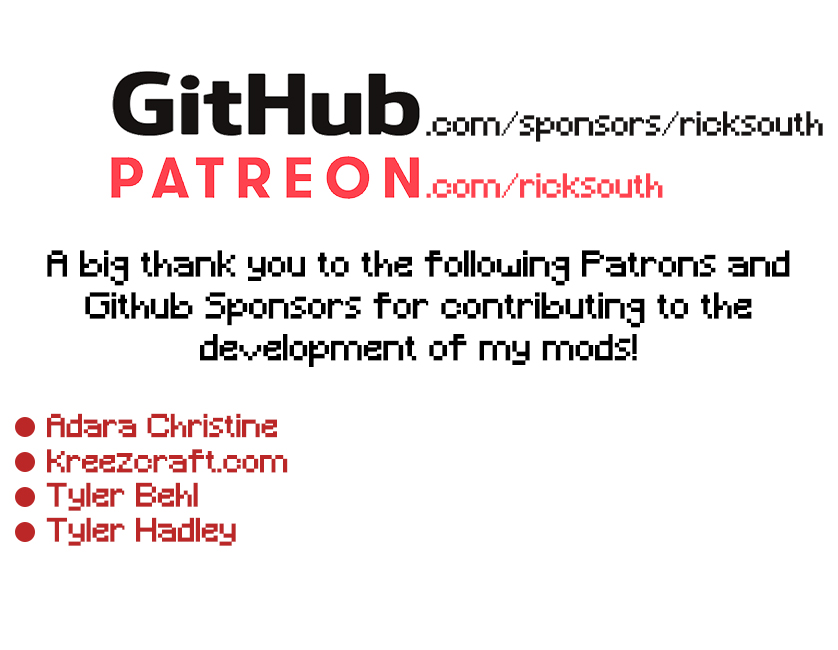 GitHub.com/sponsors/ricksouth
PATREON.com/ricksouth
A big thank you to the following Patrons and
Github Sponsors for contributing to the
development of my mods!
● Adara Christine
● Kreezcraft.com
● Tyler Behl
● Tyler Hadley